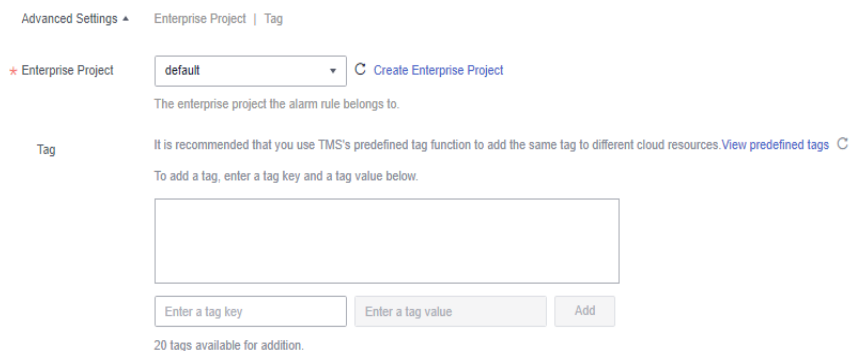 Advanced Settings ▲ Enterprise Project | Tag
* Enterprise Project default ▼ Create Enterprise Project
The enterprise project the alarm rule belongs to.
Tag It is recommended that you use TMS's predefined tag function to add the same tag to different cloud resources.View predefined tags
To add a tag, enter a tag key and a tag value below.
Enter a tag key Enter a tag value Add
20 tags available for addition.